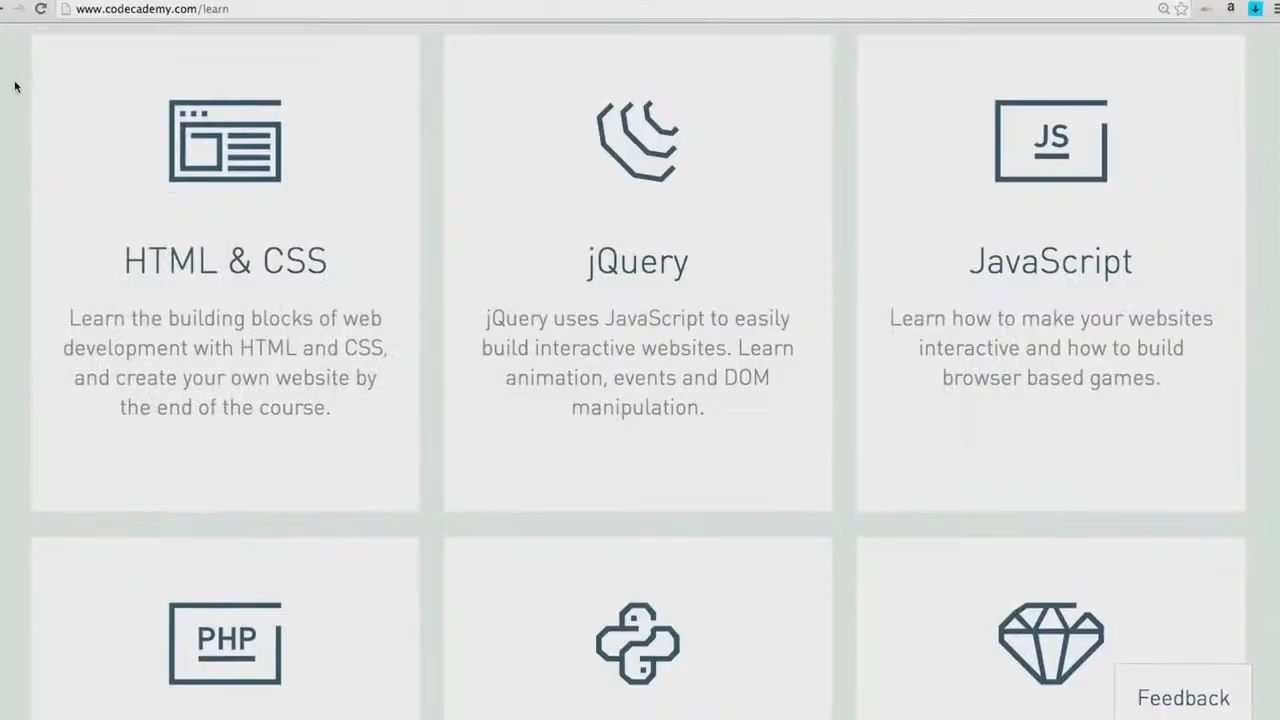 www.codecademy.com/learn
a
JS
HTML & CSS
Learn the building blocks of web
development with HTML and CSS,
and create your own website by
the end of the course.
jQuery
jQuery uses JavaScript to easily
build interactive websites. Learn
animation, events and DOM
manipulation.
JavaScript
Learn how to make your websites
interactive and how to build
browser based games.
PHP
Feedback